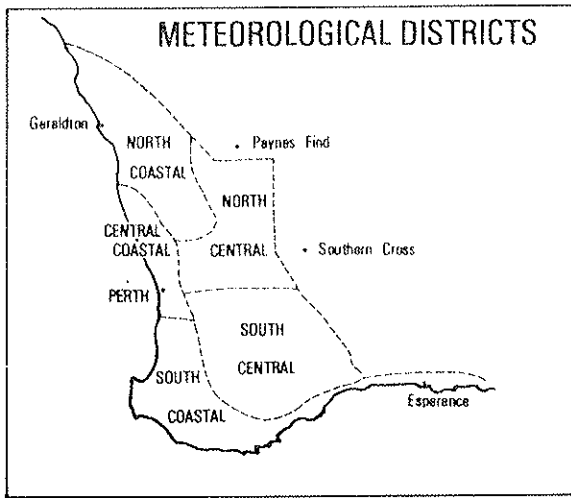 METEOROLOGICAL DISTRICTS
Geraldton
NORTH
COASTAL
Paynes Find
NORTH
CENTRAL
CENTRAL
COASTAL
Southern Cross
PERTH
SOUTH
CENTRAL
SOUTH
COASTAL
Esperance